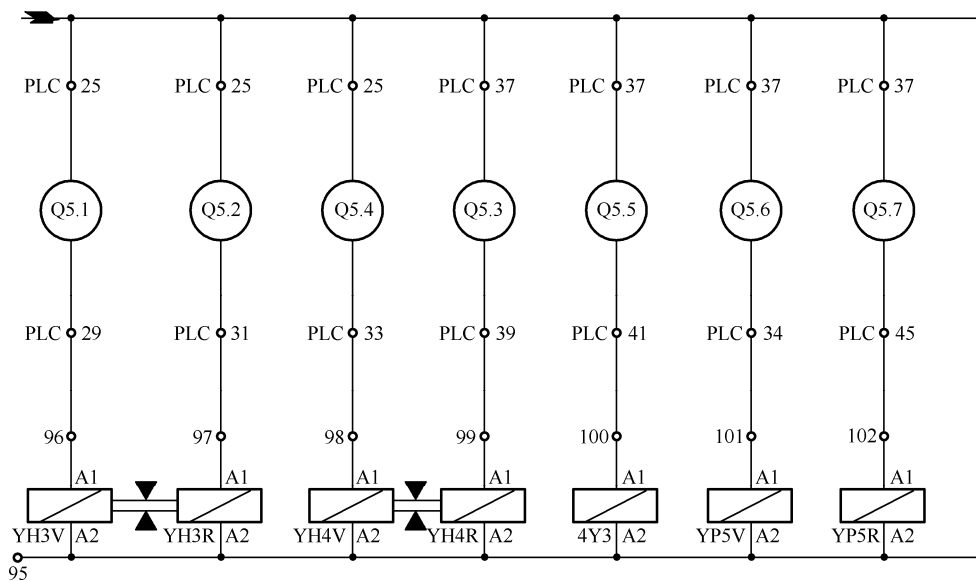 PLC 25 PLC 25 PLC 25 PLC 37 PLC 37 PLC 37 PLC 37
Q5.1 Q5.2 Q5.4 Q5.3 Q5.5 Q5.6 Q5.7
PLC 29 PLC 31 PLC 33 PLC 39 PLC 41 PLC 34 PLC 45
96 97 98 99 100 101 102
A1 A1 A1 A1 A1 A1 A1
YH3V A2 YH3R A2 YH4V A2 YH4R A2 4Y3 A2 YP5V A2 YP5R A2
95